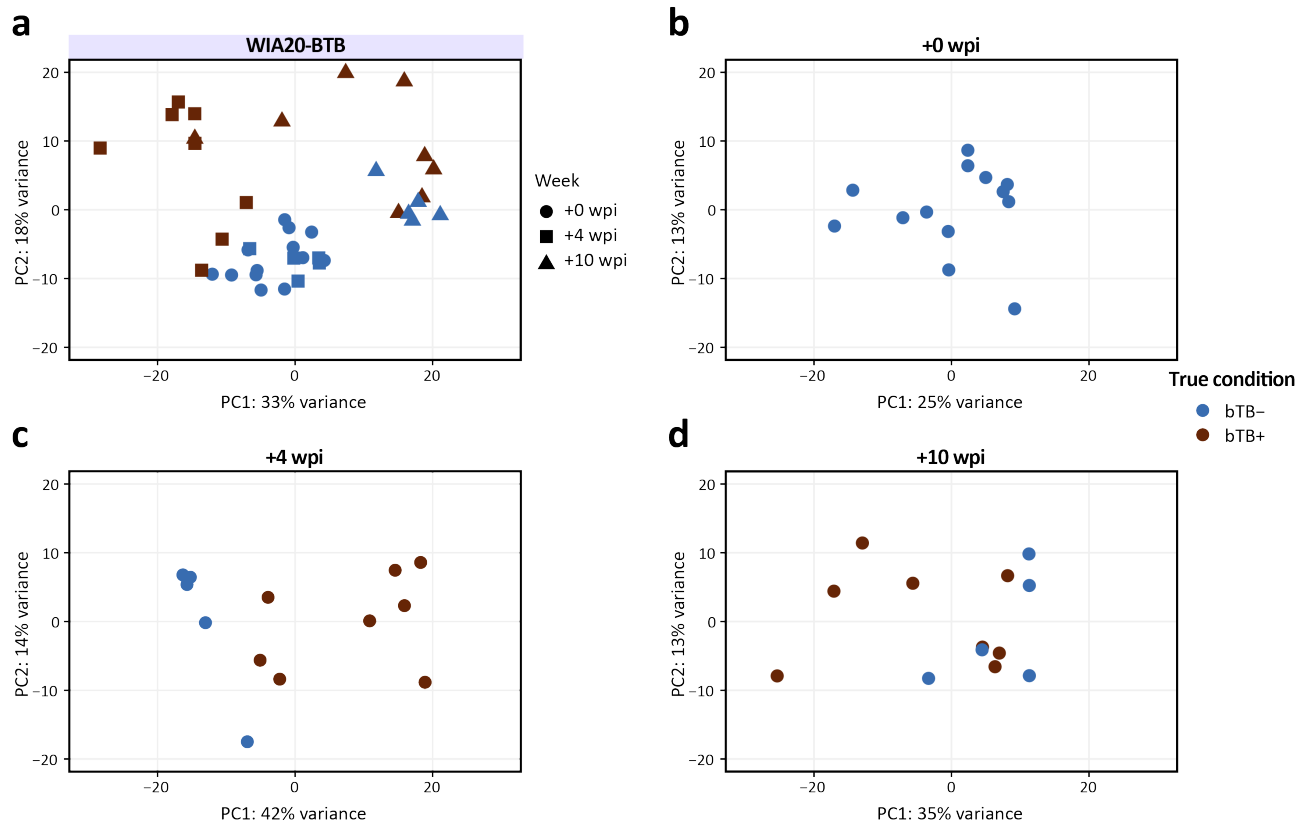 a
WIA20-BTB
20
10
0
−10
−20
PC2: 18% variance
−20
0
20
PC1: 33% variance
Week
+0 wpi
+4 wpi
+10 wpi
b
+0 wpi
20
10
0
−10
−20
PC2: 13% variance
−20
0
20
PC1: 25% variance
True condition
bTB−
bTB+
c
+4 wpi
20
10
0
−10
−20
PC2: 14% variance
−20
0
20
PC1: 42% variance
d
+10 wpi
20
10
0
−10
−20
PC2: 13% variance
−20
0
20
PC1: 35% variance